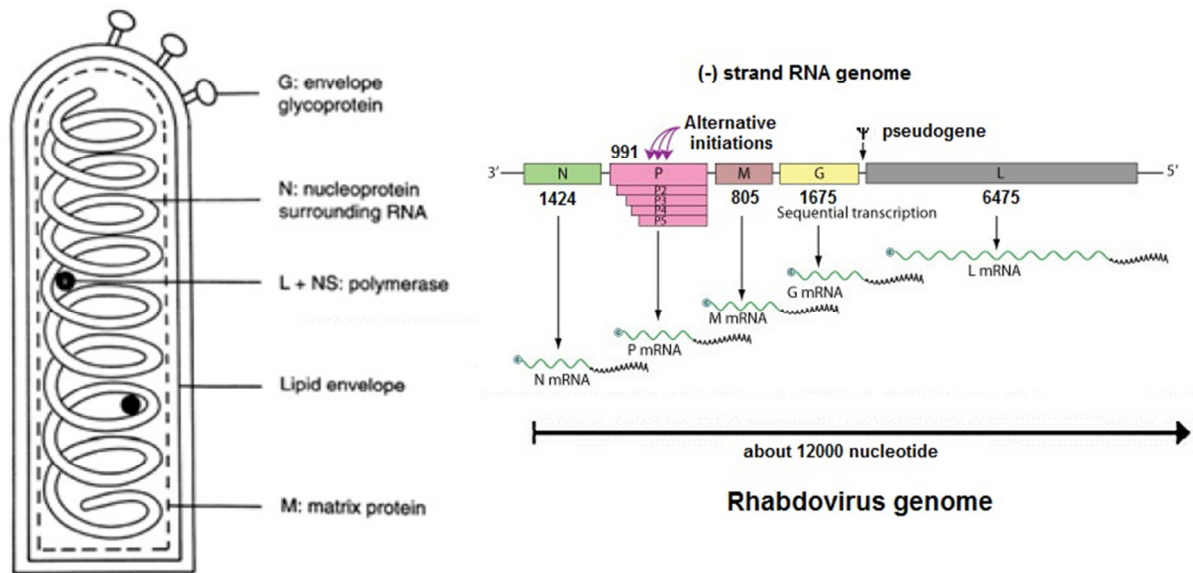 G: envelope
glycoprotein
N: nucleoprotein
surrounding RNA
L + NS: polymerase
Lipid envelope
M: matrix protein
(-) strand RNA genome
Alternative
initiations
Ψ pseudogene
991
3′ N P M G L 5′
P2
P3
P4
P5
1424 805 1675 6475
Sequential transcription
c L mRNA
c G mRNA
c M mRNA
c P mRNA
c N mRNA
about 12000 nucleotide
Rhabdovirus genome